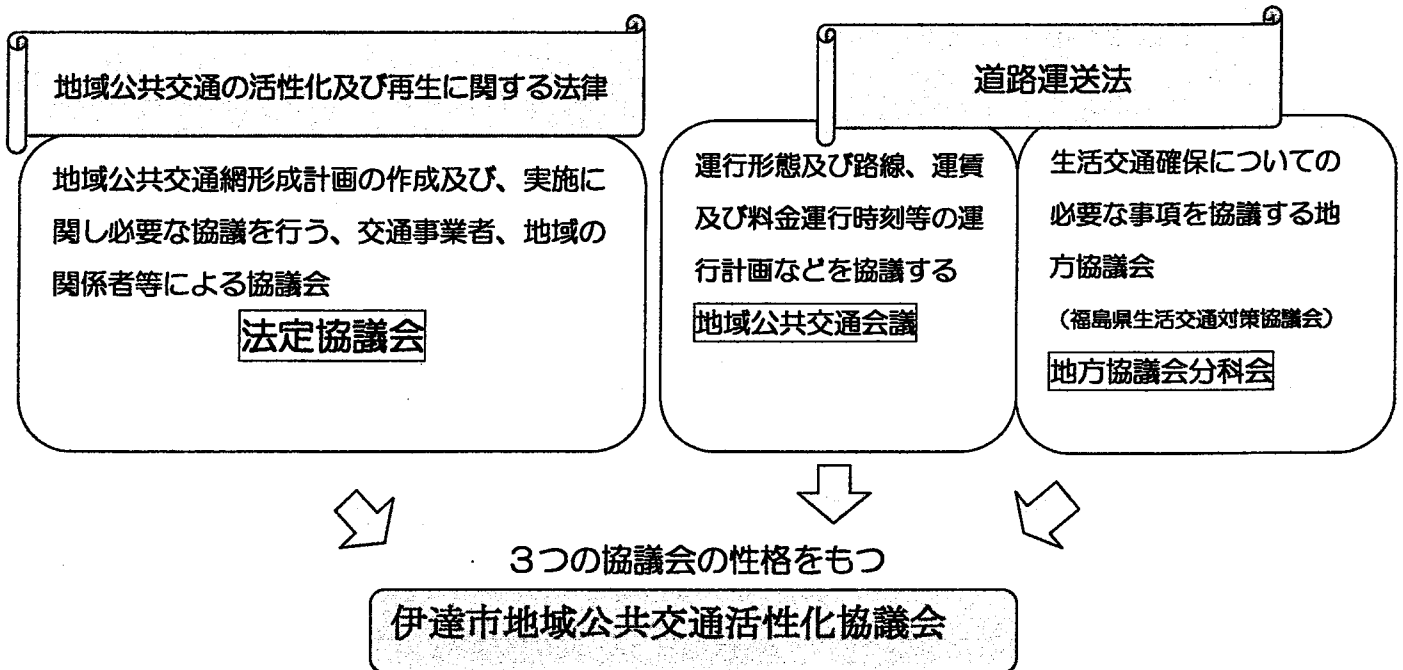 地域公共交通の活性化及び再生に関する法律
地域公共交通網形成計画の作成及び、実施に
関し必要な協議を行う、交通事業者、地域の
関係者等による協議会
法定協議会
道路運送法
運行形態及び路線、運賃
及び料金運行時刻等の運
行計画などを協議する
地域公共交通会議
生活交通確保についての
必要な事項を協議する地
方協議会
（福島県生活交通対策協議会）
地方協議会分科会
３つの協議会の性格をもつ
伊達市地域公共交通活性化協議会